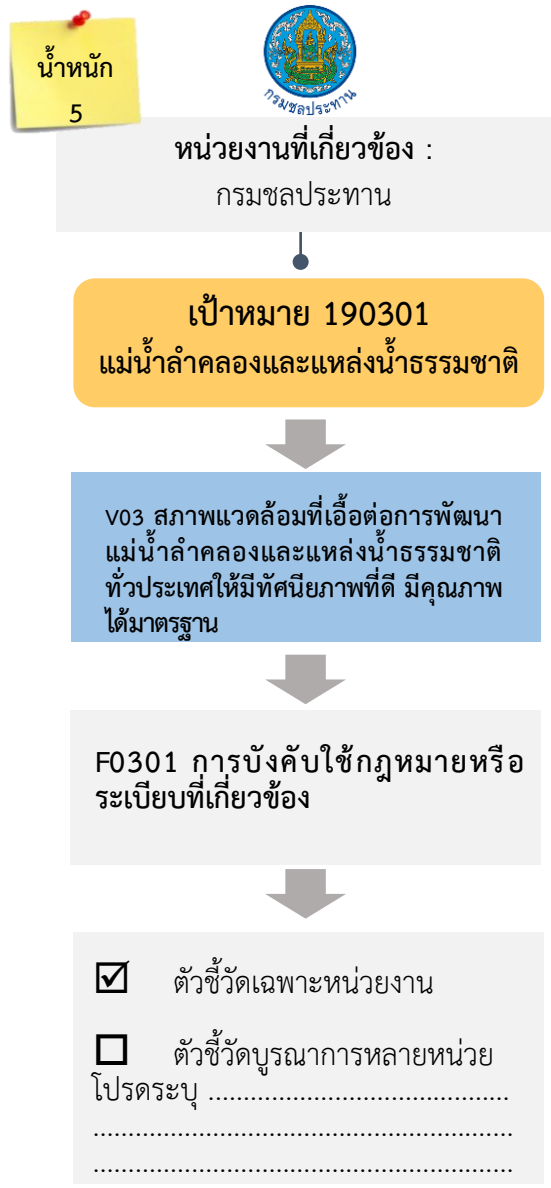 น้ำหนัก
5
กรมชลประทาน
หน่วยงานที่เกี่ยวข้อง :
กรมชลประทาน
เป้าหมาย 190301
แม่น้ำลำคลองและแหล่งน้ำธรรมชาติ
V03 สภาพแวดล้อมที่เอื้อต่อการพัฒนา
แม่น้ำลำคลองและแหล่งน้ำธรรมชาติ
ทั่วประเทศให้มีทัศนียภาพที่ดี มีคุณภาพ
ได้มาตรฐาน
F0301 การบังคับใช้กฎหมายหรือ
ระเบียบที่เกี่ยวข้อง
☑ ตัวชี้วัดเฉพาะหน่วยงาน
☐ ตัวชี้วัดบูรณาการหลายหน่วย
โปรดระบุ ...........................................
............................................................
............................................................